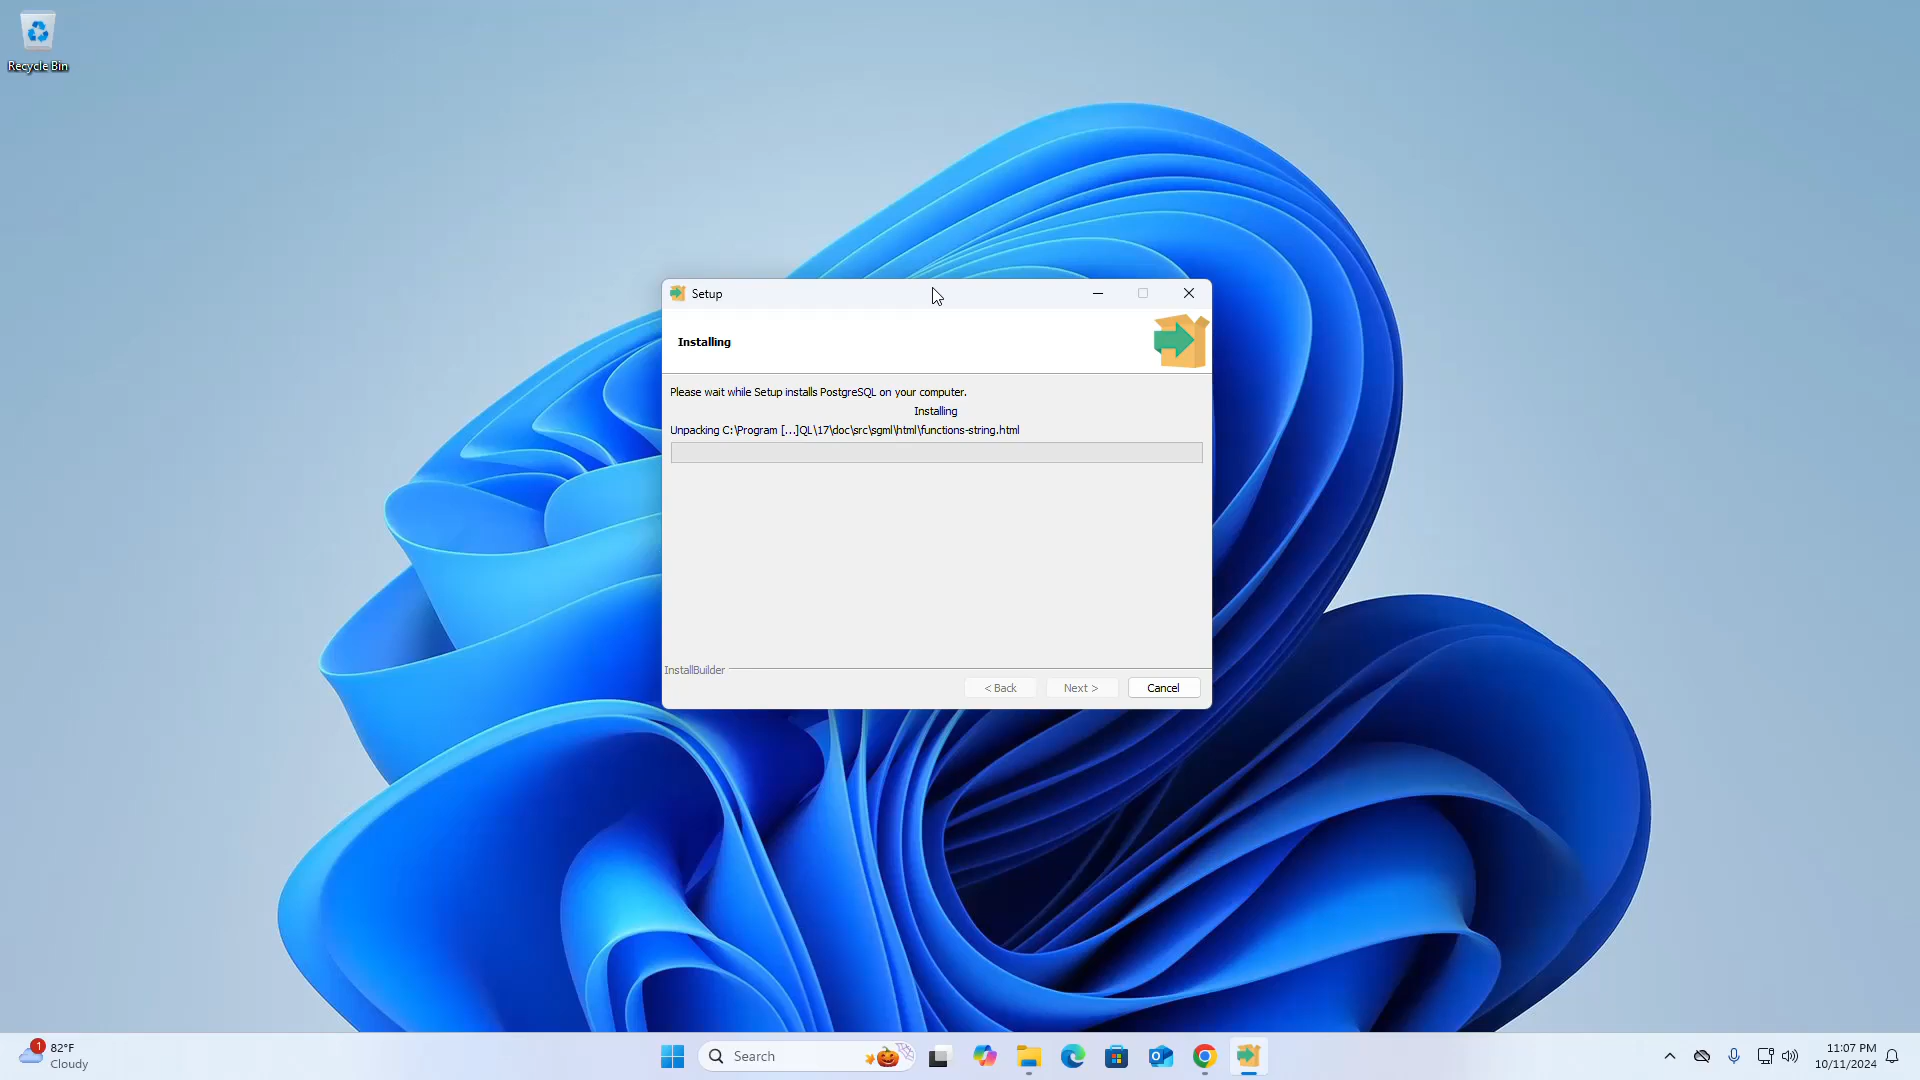 Recycle Bin
Setup
Installing
Please wait while Setup installs PostgreSQL on your computer.
Installing
Unpacking C:\Program [...]QL\17\doc\src\sgml\html\functions-string.html
InstallBuilder
< Back
Next >
Cancel
1
82°F
Cloudy
Search
11:07 PM
10/11/2024